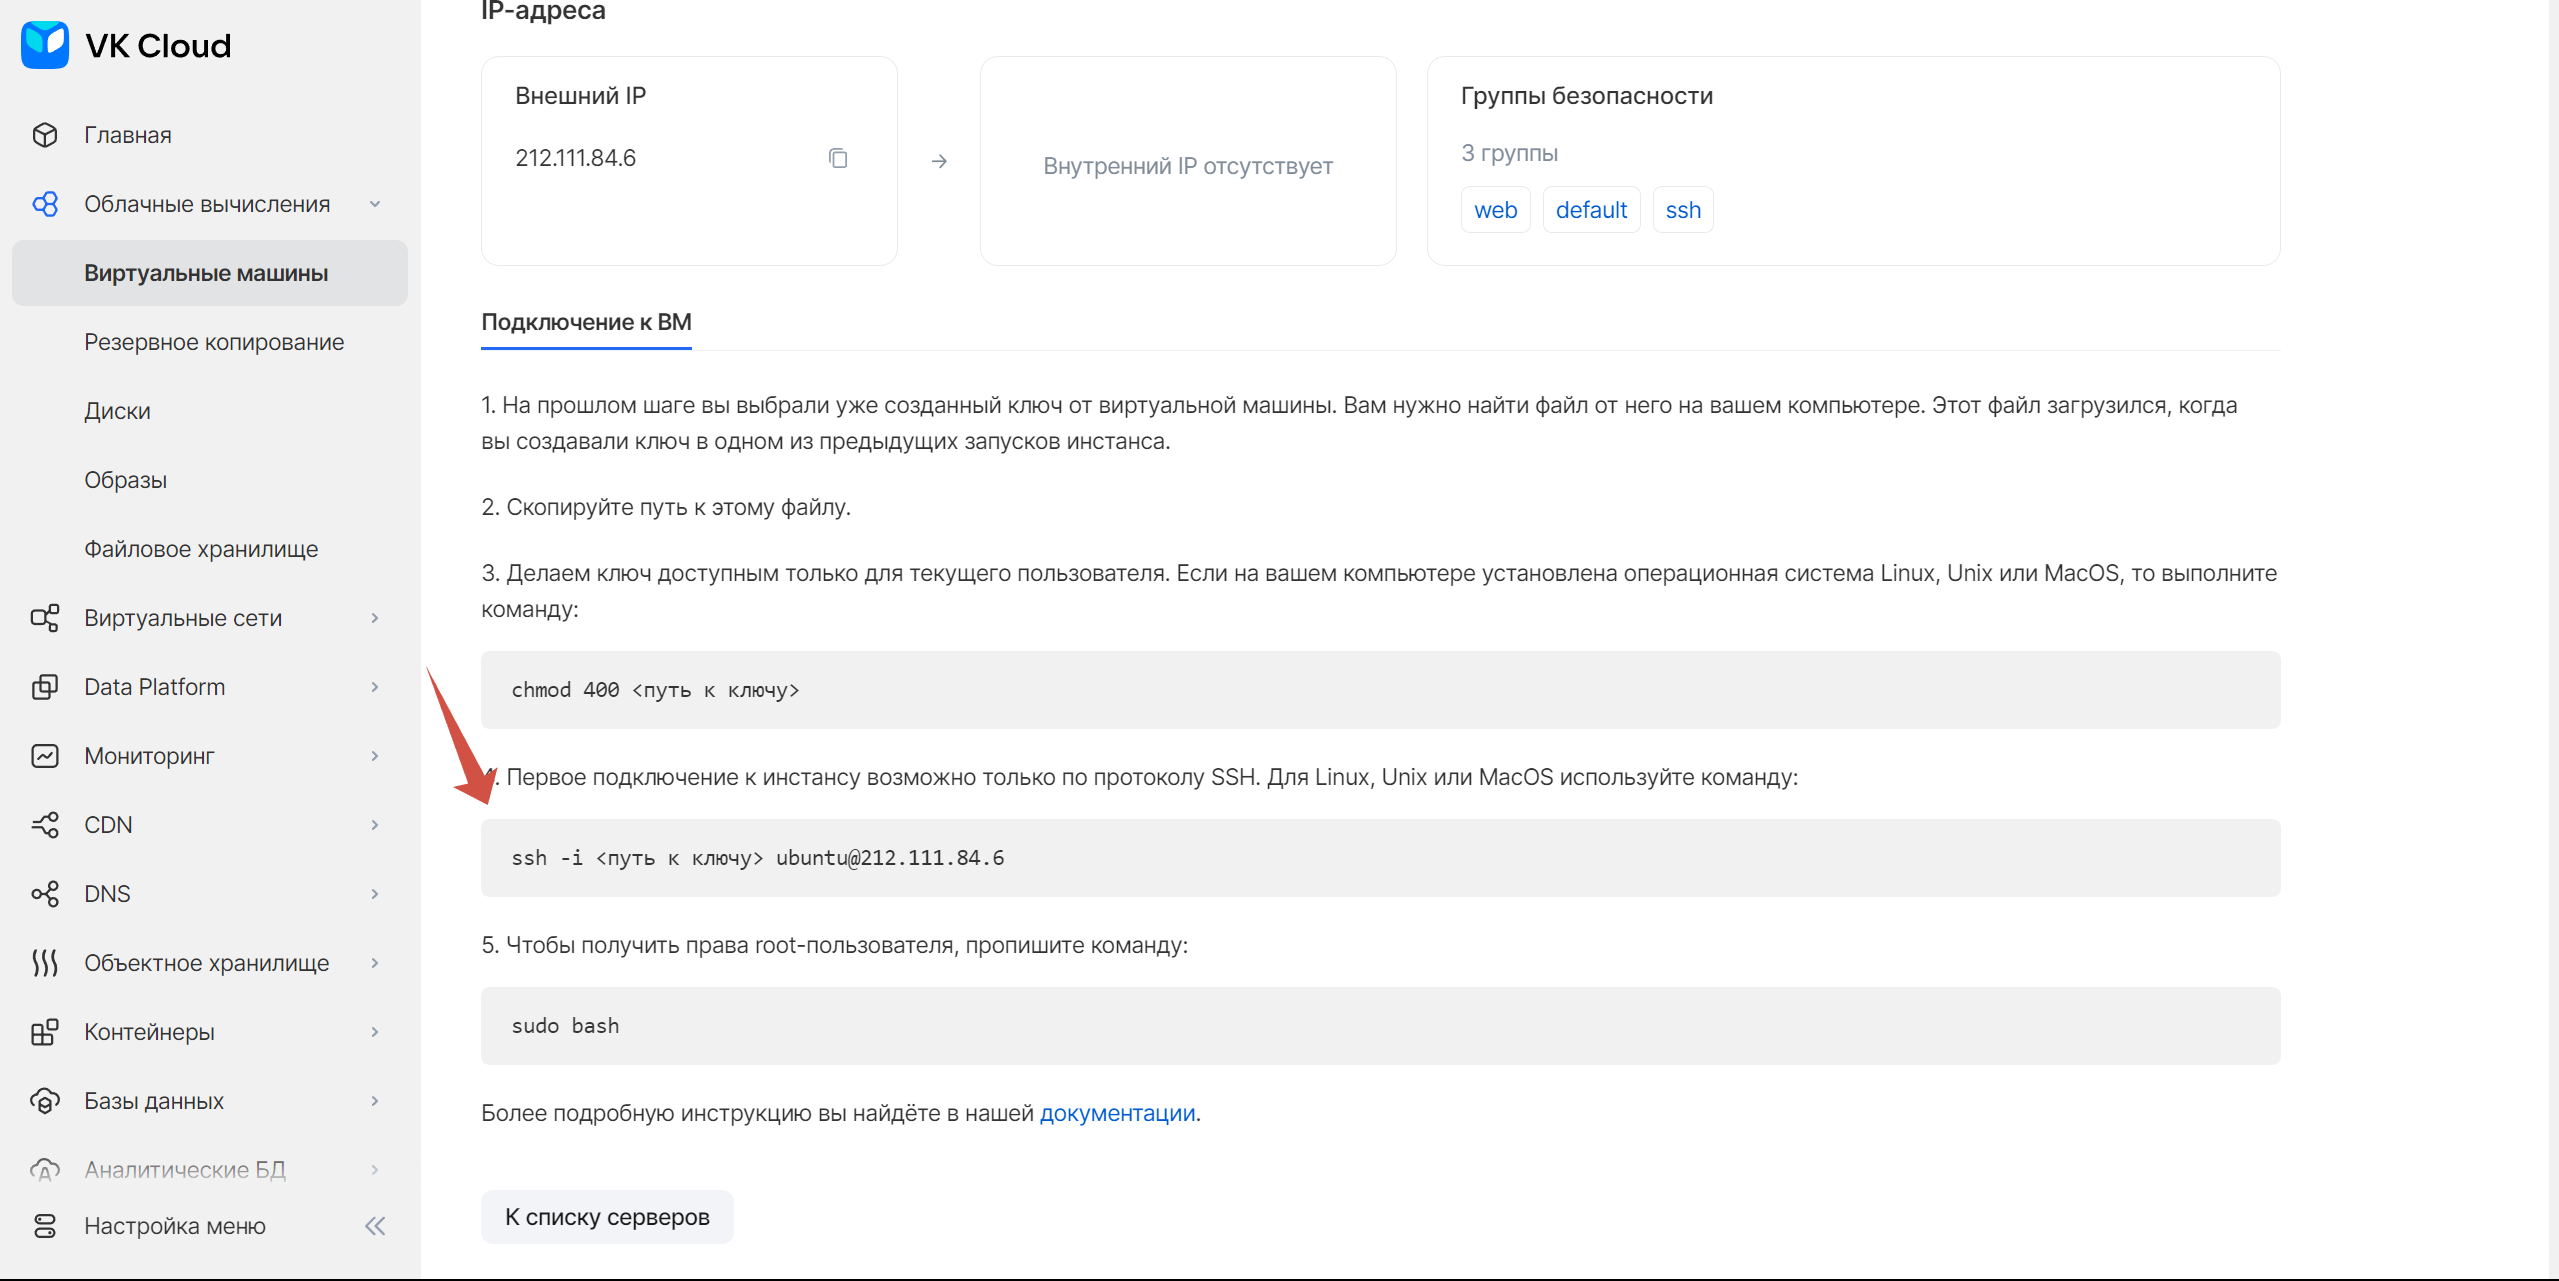 VK Cloud
Главная
Облачные вычисления
Виртуальные машины
Резервное копирование
Диски
Образы
Файловое хранилище
Виртуальные сети
Data Platform
Мониторинг
CDN
DNS
Объектное хранилище
Контейнеры
Базы данных
Аналитические БД
Настройка меню
IP-адреса
Внешний IP
212.111.84.6
Внутренний IP отсутствует
Группы безопасности
3 группы
web default ssh
Подключение к ВМ
1. На прошлом шаге вы выбрали уже созданный ключ от виртуальной машины. Вам нужно найти файл от него на вашем компьютере. Этот файл загрузился, когда
вы создавали ключ в одном из предыдущих запусков инстанса.
2. Скопируйте путь к этому файлу.
3. Делаем ключ доступным только для текущего пользователя. Если на вашем компьютере установлена операционная система Linux, Unix или MacOS, то выполните
команду:
chmod 400 <путь к ключу>
4. Первое подключение к инстансу возможно только по протоколу SSH. Для Linux, Unix или MacOS используйте команду:
ssh -i <путь к ключу> ubuntu@212.111.84.6
5. Чтобы получить права root-пользователя, пропишите команду:
sudo bash
Более подробную инструкцию вы найдёте в нашей документации.
К списку серверов